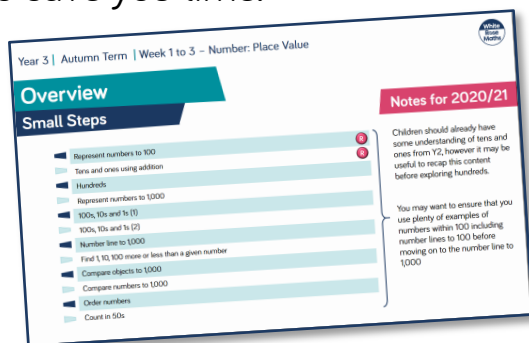 to save you time.
Year 3 | Autumn Term | Week 1 to 3 – Number: Place Value
White
Rose
Maths
Overview
Small Steps
Notes for 2020/21
Represent numbers to 100
R
Tens and ones using addition
R
Hundreds
Represent numbers to 1,000
100s, 10s and 1s (1)
100s, 10s and 1s (2)
Number line to 1,000
Find 1, 10, 100 more or less than a given number
Compare objects to 1,000
Compare numbers to 1,000
Order numbers
Count in 50s
Children should already have
some understanding of tens and
ones from Y2, however it may be
useful to recap this content
before exploring hundreds.
You may want to ensure that you
use plenty of examples of
numbers within 100 including
number lines to 100 before
moving on to the number line to
1,000